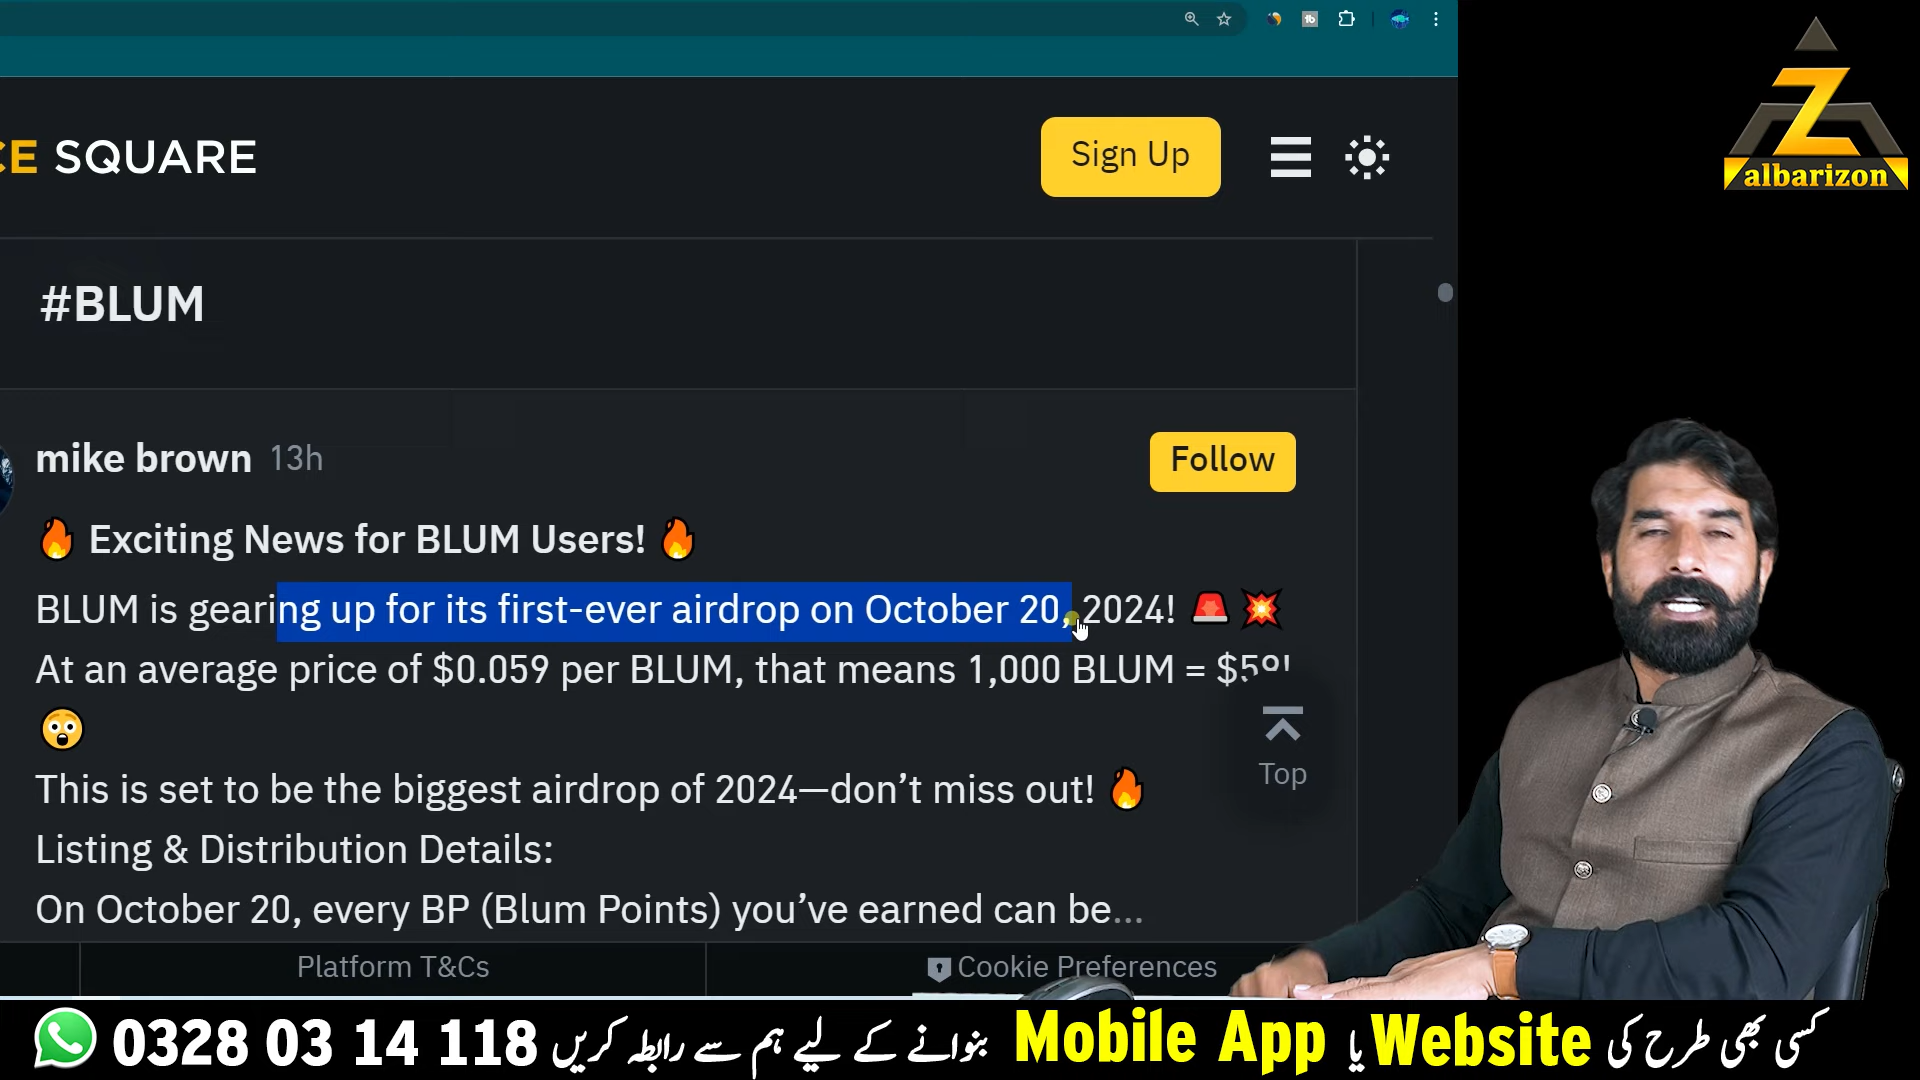 albarizon
CE SQUARE
Sign Up
#BLUM
mike brown 13h
Follow
🔥 Exciting News for BLUM Users! 🔥
BLUM is gearing up for its first-ever airdrop on October 20, 2024! 🚨💥
At an average price of $0.059 per BLUM, that means 1,000 BLUM = $59!
😲
This is set to be the biggest airdrop of 2024—don’t miss out! 🔥
Top
Listing & Distribution Details:
On October 20, every BP (Blum Points) you’ve earned can be...
Platform T&Cs
Cookie Preferences
کسی بھی طرح کی Website یا Mobile App بنوانے کے لیے ہم سے رابطہ کریں 0328 03 14 118